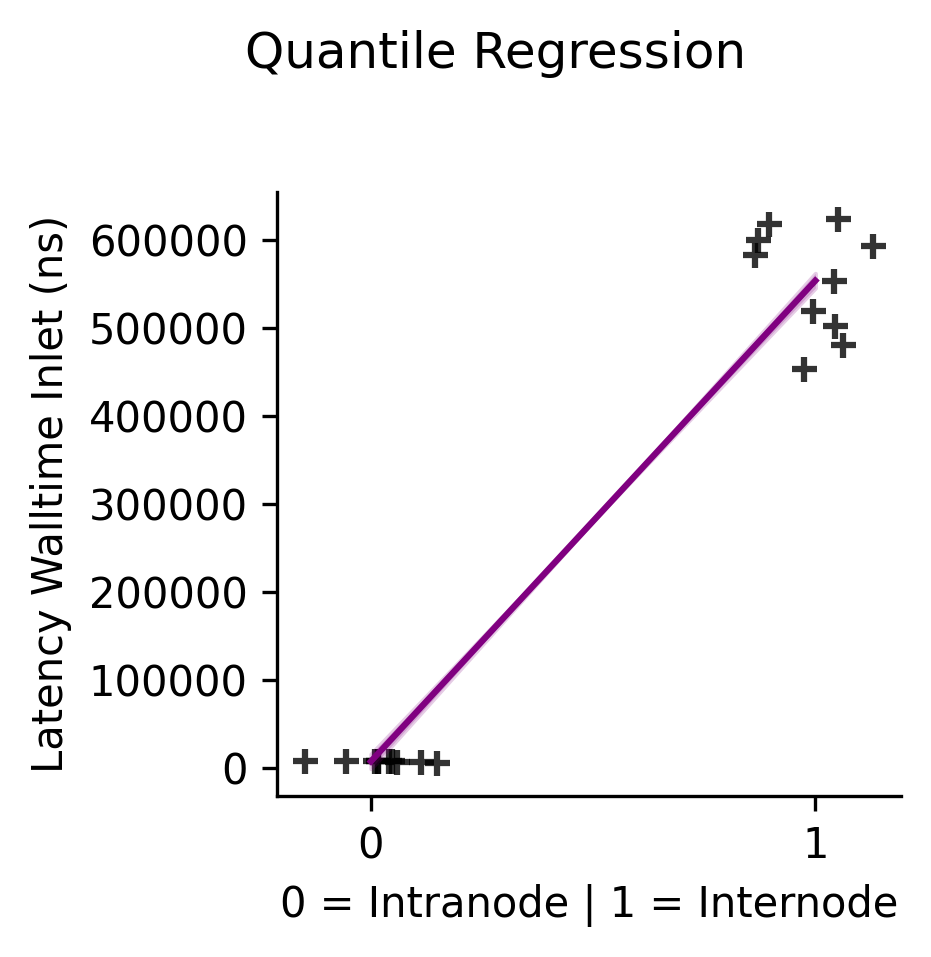 Quantile Regression
Latency Walltime Inlet (ns)
600000
500000
400000
300000
200000
100000
0
0 1
0 = Intranode | 1 = Internode